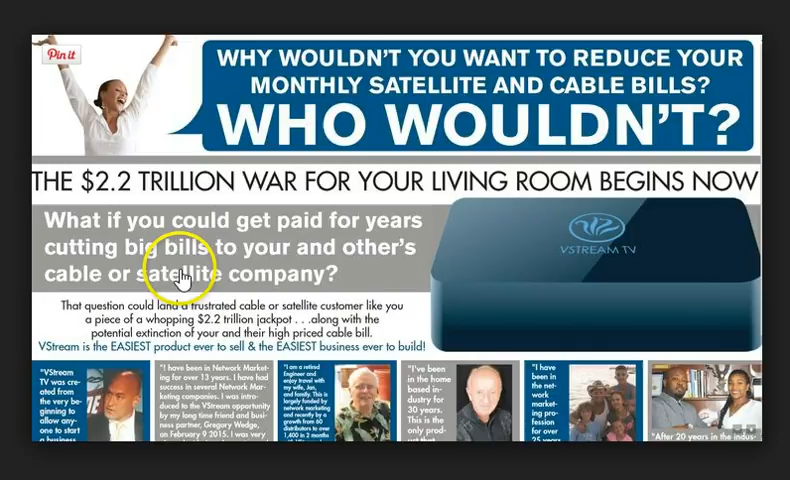 Pin it
WHY WOULDN'T YOU WANT TO REDUCE YOUR
MONTHLY SATELLITE AND CABLE BILLS?
WHO WOULDN'T?
THE $2.2 TRILLION WAR FOR YOUR LIVING ROOM BEGINS NOW
What if you could get paid for years
cutting big bills to your and other's
cable or satellite company?
VSTREAM TV
That question could land a frustrated cable or satellite customer like you
a piece of a whopping $2.2 trillion jackpot . . .along with the
potential extinction of your and their high priced cable bill.
VStream is the EASIEST product ever to sell & the EASIEST business ever to build!
"VStream
TV was cre-
ated from
the very be-
ginning to
allow any-
one to start
a business
"I have been in Network Market-
ing for over 13 years. I have had
success in several Network Mar-
keting companies. I was intro-
duced to the VStream opportunity
by my long time friend and busi-
ness partner, Gregory Wedge,
on February 9 2015. I was very
"I am a retired
Engineer and
enjoy travel with
my wife, Jan,
and family. This is
largely funded by
network marketing
and recently by a
growth from 60
distributors to over
1,400 in 2 months
"I've been
in the home
based in-
dustry for
30 years.
This is the
only prod-
uct that
"I have
been in
the net-
work
market-
ing pro-
fession
for over
25 years
"After 20 years in the indus-